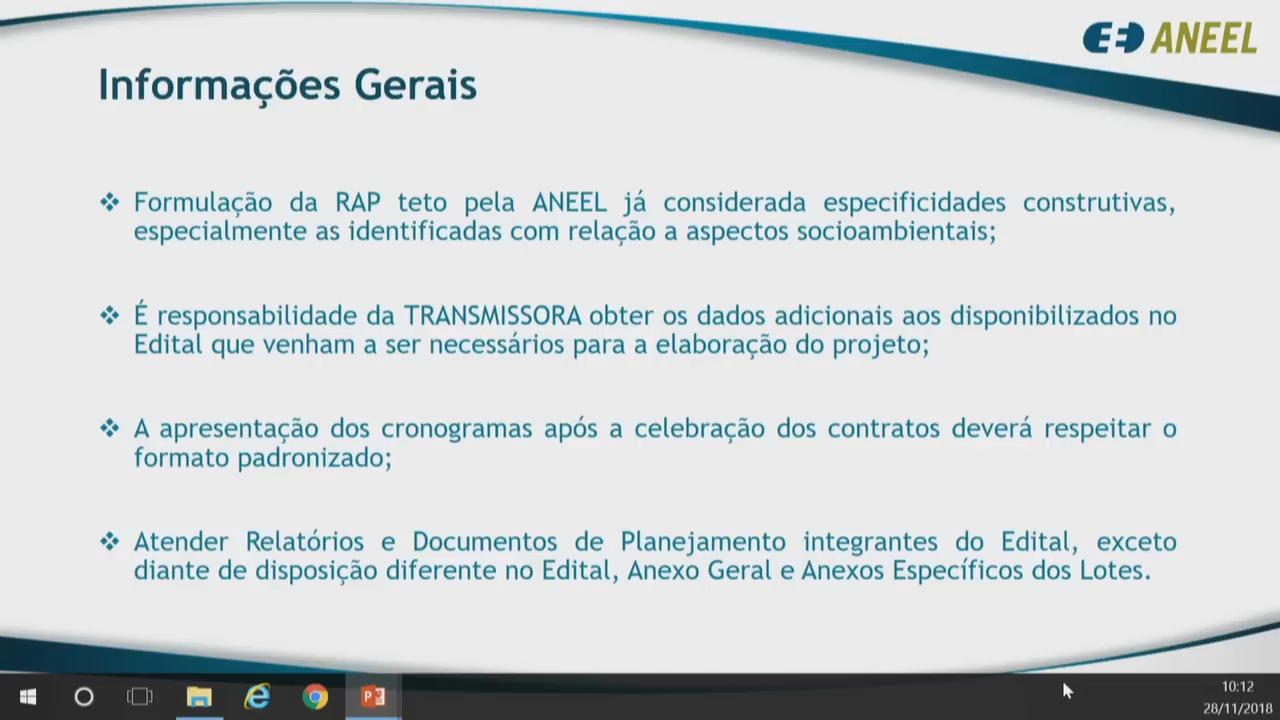 ANEEL
Informações Gerais
❖ Formulação da RAP teto pela ANEEL já considerada especificidades construtivas,
especialmente as identificadas com relação a aspectos socioambientais;
❖ É responsabilidade da TRANSMISSORA obter os dados adicionais aos disponibilizados no
Edital que venham a ser necessários para a elaboração do projeto;
❖ A apresentação dos cronogramas após a celebração dos contratos deverá respeitar o
formato padronizado;
❖ Atender Relatórios e Documentos de Planejamento integrantes do Edital, exceto
diante de disposição diferente no Edital, Anexo Geral e Anexos Específicos dos Lotes.
10:12
28/11/2018